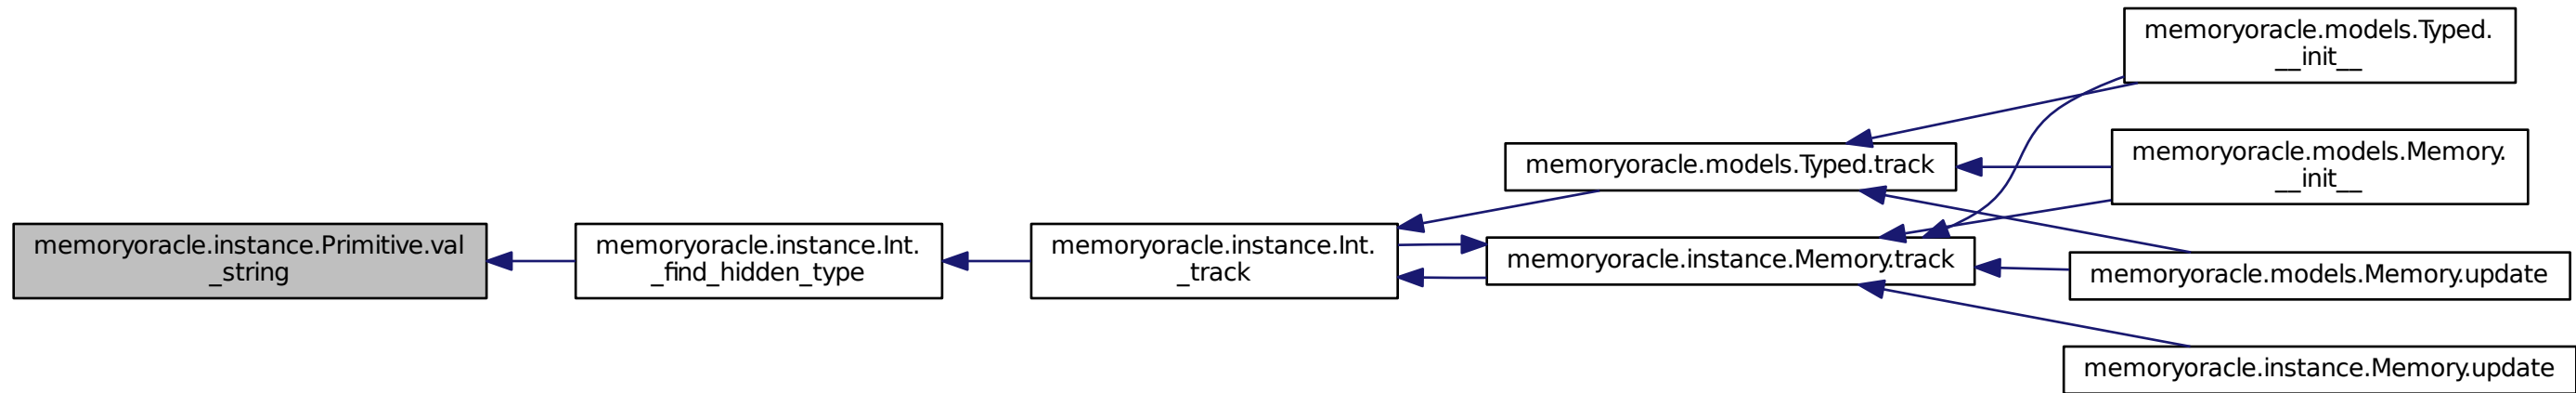 memoryoracle.instance.Primitive.val
_string
memoryoracle.instance.Int.
_find_hidden_type
memoryoracle.instance.Int.
_track
memoryoracle.models.Typed.track
memoryoracle.instance.Memory.track
memoryoracle.models.Typed.
__init__
memoryoracle.models.Memory.
__init__
memoryoracle.models.Memory.update
memoryoracle.instance.Memory.update